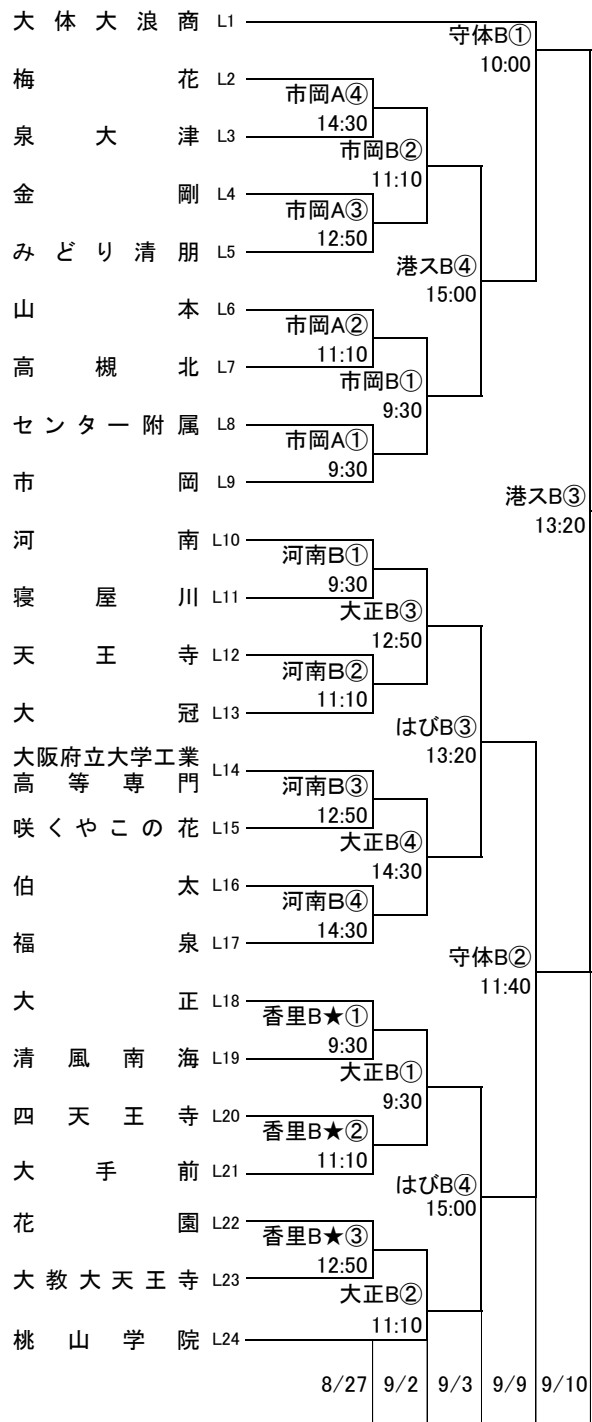 大体大浪商 L1
守体B①
10:00
梅花 L2
市岡A④
14:30
泉大津 L3
市岡B②
11:10
金剛 L4
市岡A③
12:50
みどり清朋 L5
港スB④
15:00
山本 L6
市岡A②
11:10
高槻北 L7
市岡B①
9:30
センター附属 L8
市岡A①
9:30
市岡 L9
港スB③
13:20
河南 L10
河南B①
9:30
寝屋川 L11
大正B③
12:50
天王寺 L12
河南B②
11:10
大冠 L13
はびB③
13:20
大阪府立大学工業
高等専門 L14
河南B③
12:50
咲くやこの花 L15
大正B④
14:30
伯太 L16
河南B④
14:30
福泉 L17
守体B②
11:40
大正 L18
香里B★①
9:30
清風南海 L19
大正B①
9:30
四天王寺 L20
香里B★②
11:10
大手前 L21
はびB④
15:00
花園 L22
香里B★③
12:50
大教大天王寺 L23
大正B②
11:10
桃山学院 L24
8/27 9/2 9/3 9/9 9/10